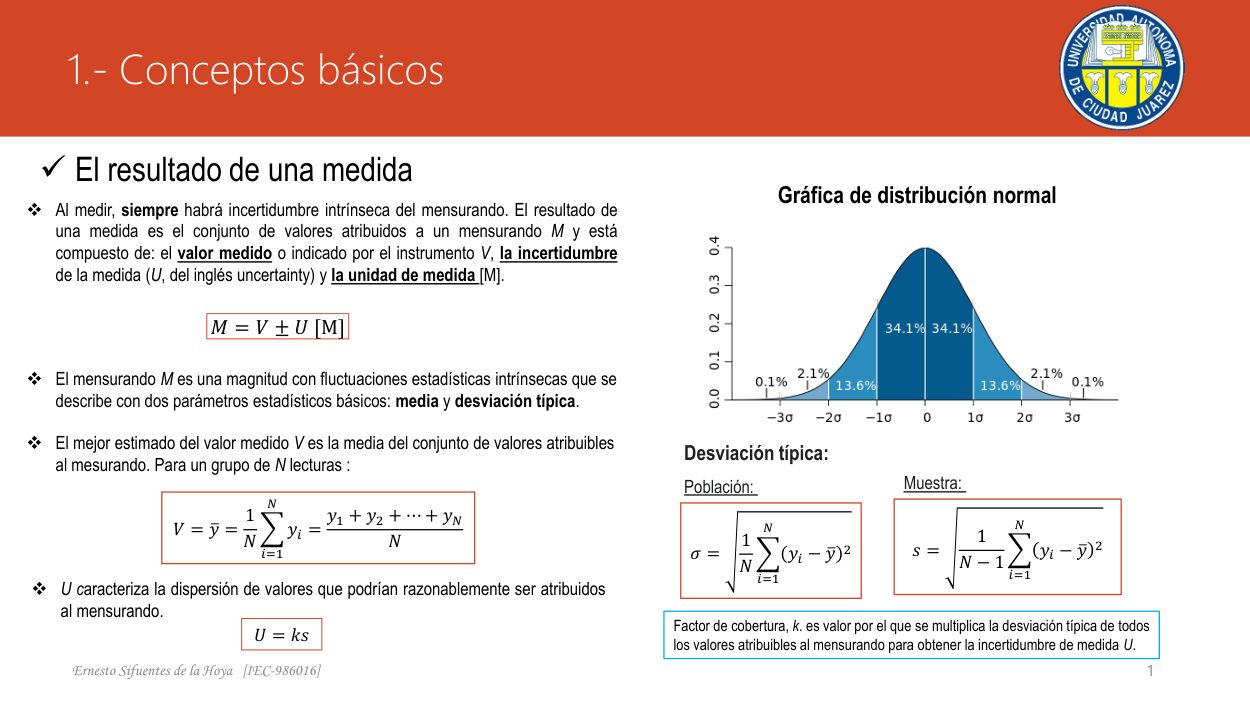 1.- Conceptos básicos
UNIVERSIDAD AUTONOMA
DE CIUDAD JUAREZ
✓ El resultado de una medida
❖ Al medir, siempre habrá incertidumbre intrínseca del mensurando. El resultado de
una medida es el conjunto de valores atribuidos a un mensurando M y está
compuesto de: el valor medido o indicado por el instrumento V, la incertidumbre
de la medida (U, del inglés uncertainty) y la unidad de medida [M].
M = V ± U [M]
❖ El mensurando M es una magnitud con fluctuaciones estadísticas intrínsecas que se
describe con dos parámetros estadísticos básicos: media y desviación típica.
❖ El mejor estimado del valor medido V es la media del conjunto de valores atribuibles
al mesurando. Para un grupo de N lecturas :
V = ȳ = 1/N ∑_{i=1}^{N} y_i = (y_1 + y_2 + ⋯ + y_N)/N
❖ U caracteriza la dispersión de valores que podrían razonablemente ser atribuidos
al mensurando.
U = ks
Gráfica de distribución normal
0.4
0.3
0.2
0.1
0.0
34.1% 34.1%
0.1% 2.1% 13.6% 13.6% 2.1% 0.1%
−3σ −2σ −1σ 0 1σ 2σ 3σ
Desviación típica:
Población:
σ = √(1/N ∑_{i=1}^{N} (y_i − ȳ)²)
Muestra:
s = √(1/(N − 1) ∑_{i=1}^{N} (y_i − ȳ)²)
Factor de cobertura, k. es valor por el que se multiplica la desviación típica de todos
los valores atribuibles al mensurando para obtener la incertidumbre de medida U.
Ernesto Sifuentes de la Hoya [IEC-986016]
1